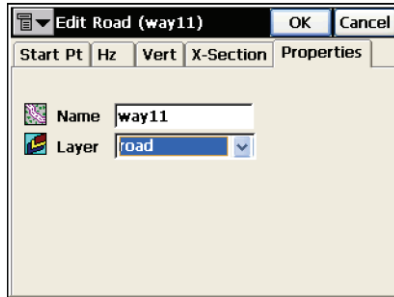 Edit Road (way11) OK Cancel
Start Pt Hz Vert X-Section Properties
Name way11
Layer road